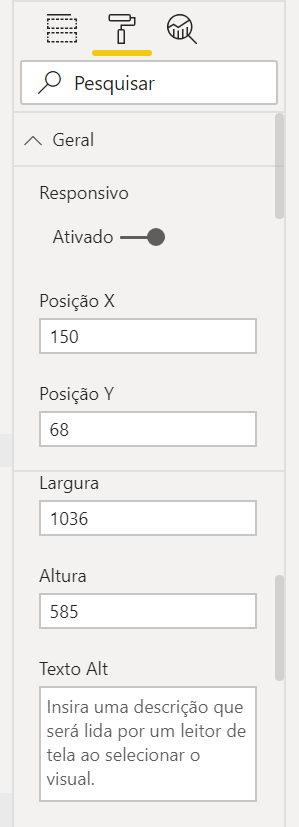 Pesquisar
Geral
Responsivo
Ativado
Posição X
150
Posição Y
68
Largura
1036
Altura
585
Texto Alt
Insira uma descrição que
será lida por um leitor de
tela ao selecionar o
visual.